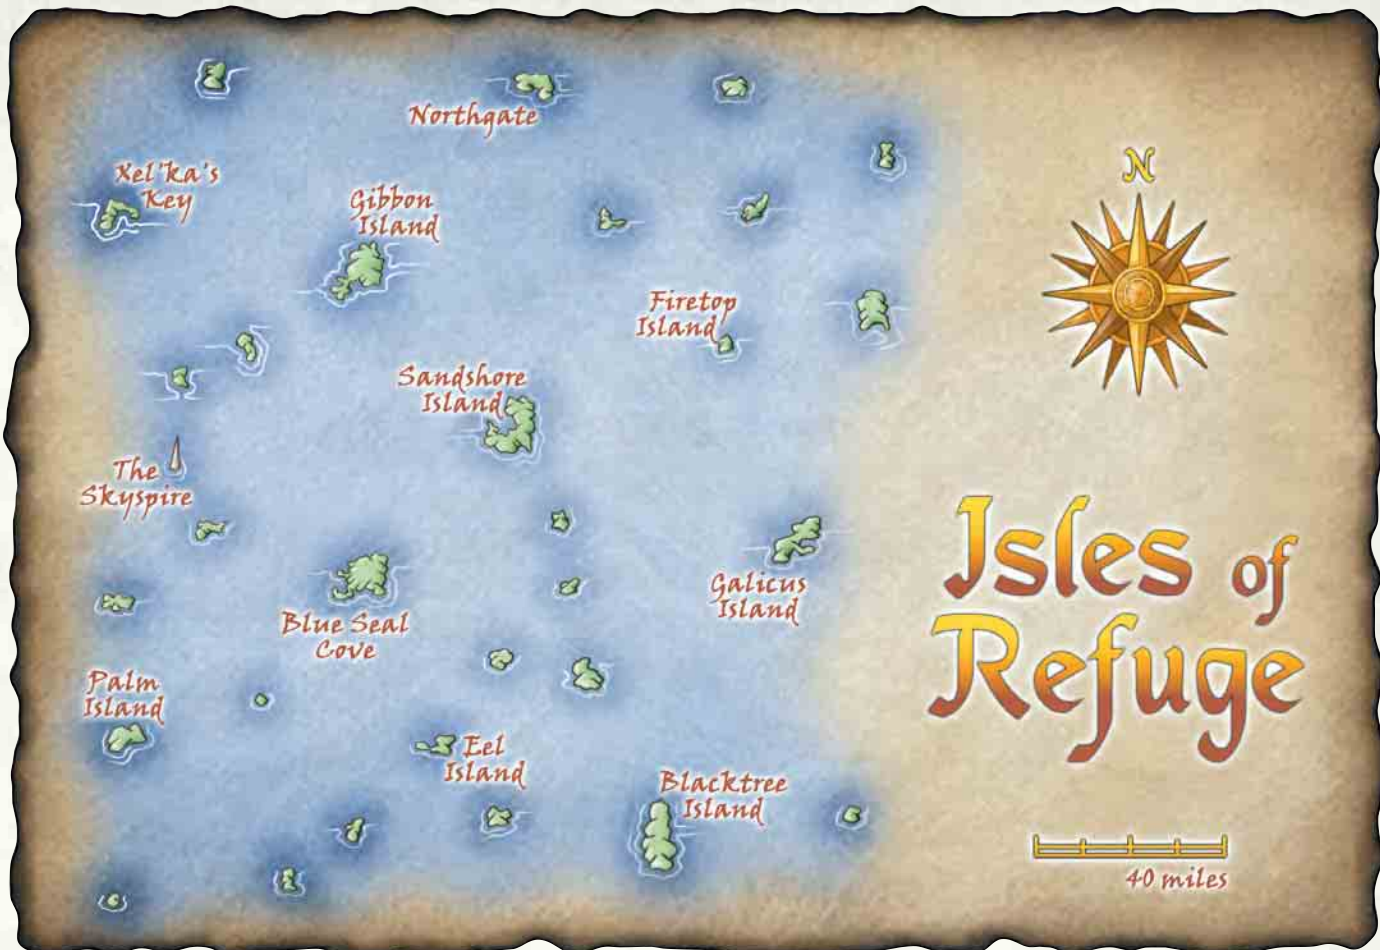 Northgate
Xel'ka's
Key
Gibbon
Island
N
Firetop
Island
Sandshore
Island
The
Skyspire
Isles of
Refuge
Galicus
Island
Blue Seal
Cove
Palm
Island
Eel
Island
Blacktree
Island
40 miles